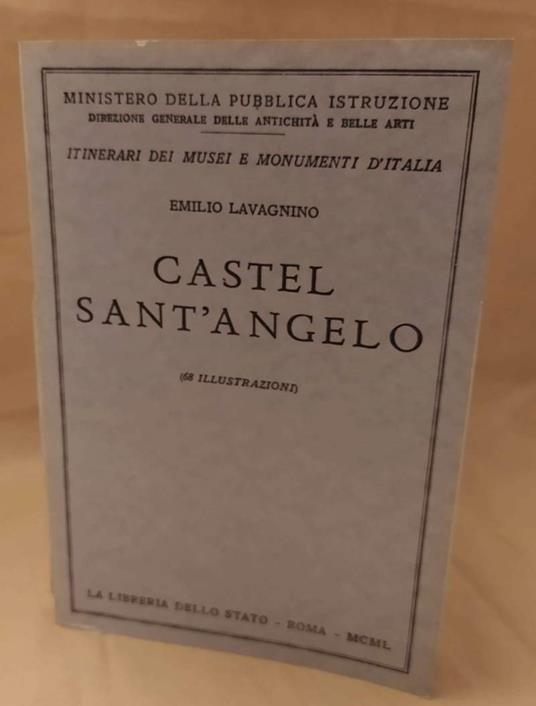 MINISTERO DELLA PUBBLICA ISTRUZIONE
DIREZIONE GENERALE DELLE ANTICHITÀ E BELLE ARTI
ITINERARI DEI MUSEI E MONUMENTI D'ITALIA
EMILIO LAVAGNINO
CASTEL
SANT'ANGELO
(68 ILLUSTRAZIONI)
LA LIBRERIA DELLO STATO - ROMA - MCML